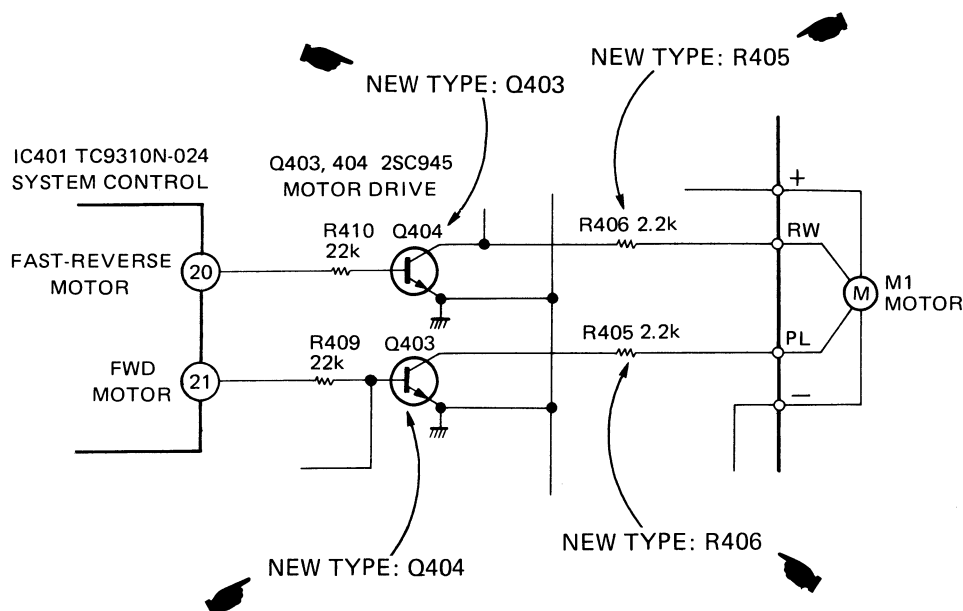 NEW TYPE: R405
NEW TYPE: Q403
IC401 TC9310N-024
SYSTEM CONTROL
Q403, 404 2SC945
MOTOR DRIVE
+
R410
22k
Q404
R406 2.2k
RW
FAST-REVERSE
MOTOR
20
M
M1
MOTOR
R409
22k
Q403
R405 2.2k
PL
FWD
MOTOR
21
−
NEW TYPE: Q404
NEW TYPE: R406